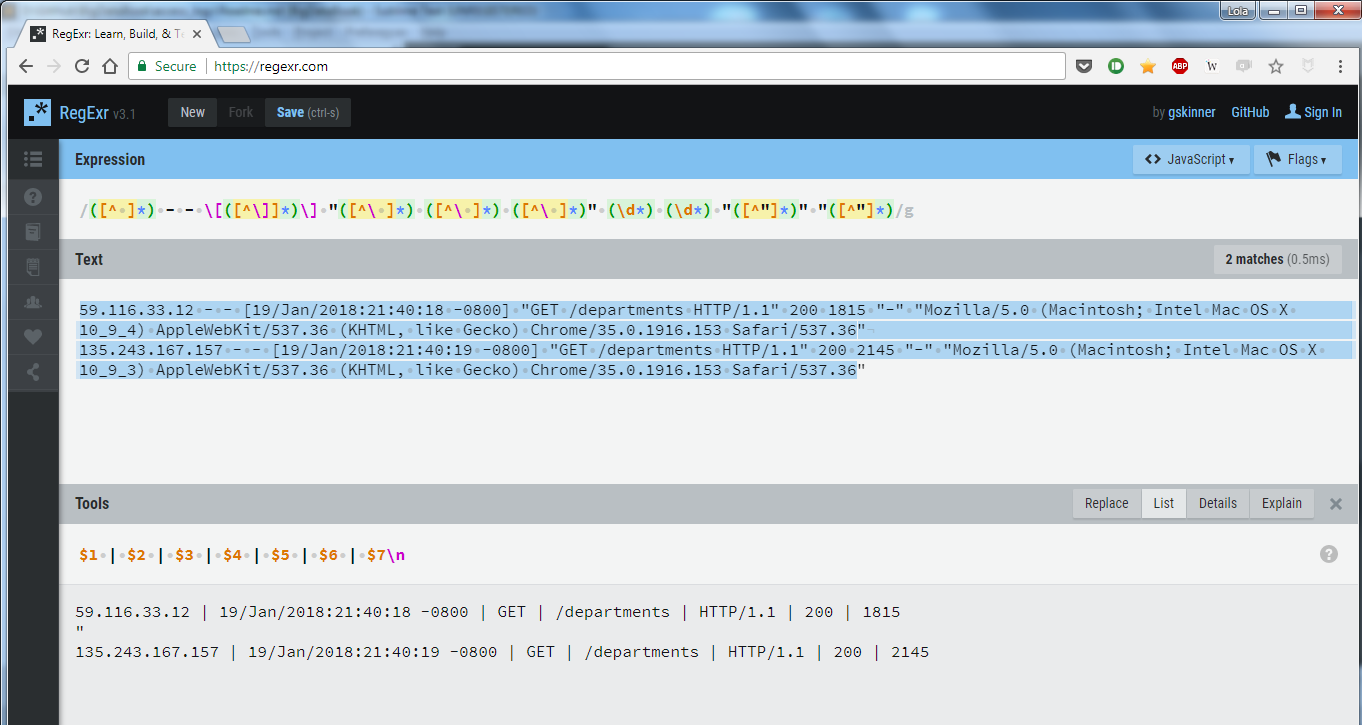 Lola
RegExr: Learn, Build, & Te
Secure https://regexr.com
ABP W
RegExr v3.1 New Fork Save (ctrl-s) by gskinner GitHub Sign In
Expression <> JavaScript ▾ Flags ▾
/([^ ]*) - - \[([^\]]*)\] "([^\ ]*) ([^\ ]*) ([^\ ]*)" (\d*) (\d*) "([^"]*)" "([^"]*)/g
Text 2 matches (0.5ms)
59.116.33.12 - - [19/Jan/2018:21:40:18 -0800] "GET /departments HTTP/1.1" 200 1815 "-" "Mozilla/5.0 (Macintosh; Intel Mac OS X
10_9_4) AppleWebKit/537.36 (KHTML, like Gecko) Chrome/35.0.1916.153 Safari/537.36"
135.243.167.157 - - [19/Jan/2018:21:40:19 -0800] "GET /departments HTTP/1.1" 200 2145 "-" "Mozilla/5.0 (Macintosh; Intel Mac OS X
10_9_3) AppleWebKit/537.36 (KHTML, like Gecko) Chrome/35.0.1916.153 Safari/537.36"
Tools Replace List Details Explain
$1 | $2 | $3 | $4 | $5 | $6 | $7\n
59.116.33.12 | 19/Jan/2018:21:40:18 -0800 | GET | /departments | HTTP/1.1 | 200 | 1815
"
135.243.167.157 | 19/Jan/2018:21:40:19 -0800 | GET | /departments | HTTP/1.1 | 200 | 2145